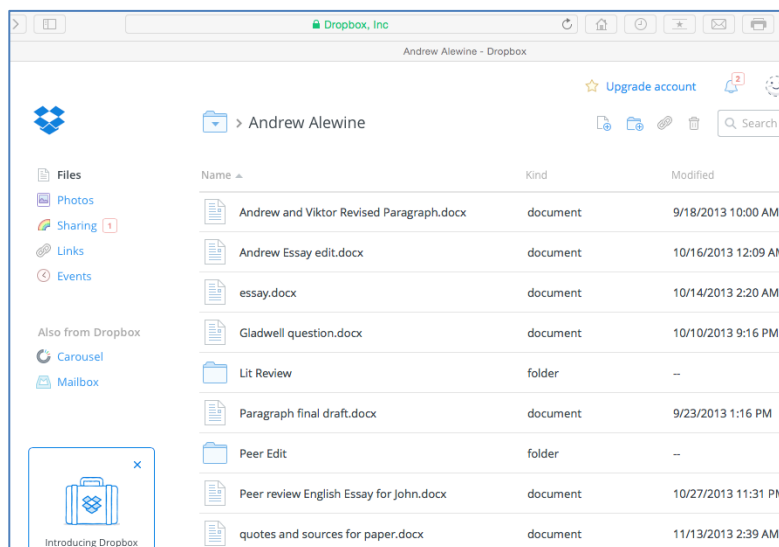 Dropbox, Inc
Andrew Alewine - Dropbox
Upgrade account
2
> Andrew Alewine
Search
Files
Photos
Sharing 1
Links
Events
Also from Dropbox
Carousel
Mailbox
Introducing Dropbox
Name Kind Modified
Andrew and Viktor Revised Paragraph.docx document 9/18/2013 10:00 AM
Andrew Essay edit.docx document 10/16/2013 12:09 AM
essay.docx document 10/14/2013 2:20 AM
Gladwell question.docx document 10/10/2013 9:16 PM
Lit Review folder --
Paragraph final draft.docx document 9/23/2013 1:16 PM
Peer Edit folder --
Peer review English Essay for John.docx document 10/27/2013 11:31 PM
quotes and sources for paper.docx document 11/13/2013 2:39 AM